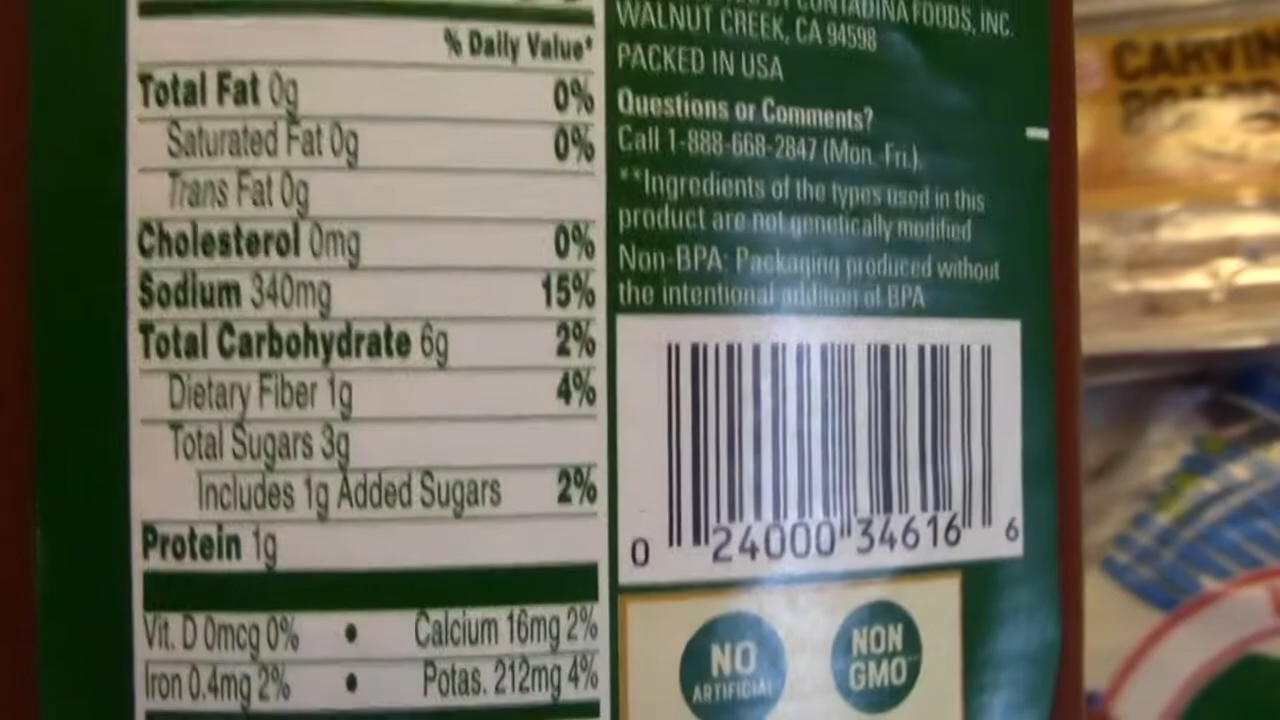 % Daily Value*
Total Fat 0g 0%
Saturated Fat 0g 0%
Trans Fat 0g
Cholesterol 0mg 0%
Sodium 340mg 15%
Total Carbohydrate 6g 2%
Dietary Fiber 1g 4%
Total Sugars 3g
Includes 1g Added Sugars 2%
Protein 1g
Vit. D 0mcg 0% • Calcium 16mg 2%
Iron 0.4mg 2% • Potas. 212mg 4%
BY CONTADINA FOODS, INC.
WALNUT CREEK, CA 94598
PACKED IN USA
Questions or Comments?
Call 1-888-668-2847 (Mon.-Fri.).
**Ingredients of the types used in this
product are not genetically modified
Non-BPA: Packaging produced without
the intentional addition of BPA
0 24000 34616 6
NO
ARTIFICIAL
NON
GMO**
CARVIN